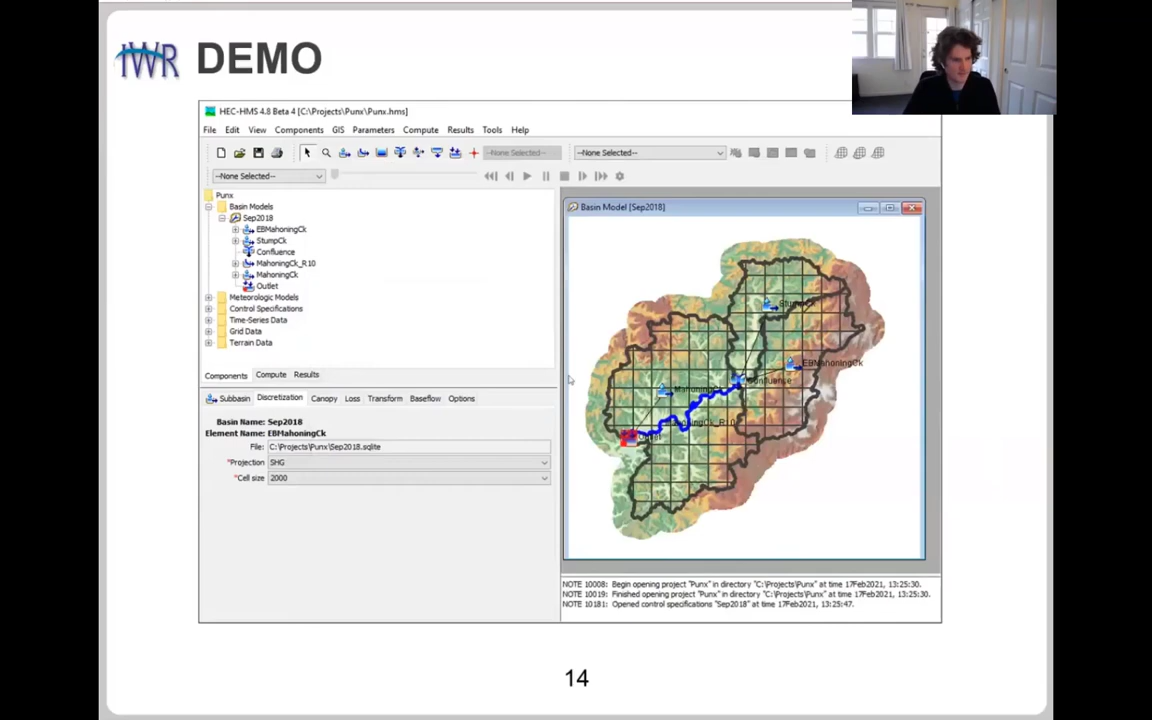 IWR DEMO
HEC-HMS 4.8 Beta 4 [C:\Projects\Punx\Punx.hms]
File Edit View Components GIS Parameters Compute Results Tools Help
--None Selected-- --None Selected--
--None Selected--
Punx
Basin Models
Sep2018
EBMahoningCk
StumpCk
Confluence
MahoningCk_R10
MahoningCk
Outlet
Meteorologic Models
Control Specifications
Time-Series Data
Grid Data
Terrain Data
Components Compute Results
Subbasin Discretization Canopy Loss Transform Baseflow Options
Basin Name: Sep2018
Element Name: EBMahoningCk
File: C:\Projects\Punx\Sep2018.sqlite
*Projection SHG
*Cell size 2000
Basin Model [Sep2018]
StumpCk
EBMahoningCk
Confluence
NOTE 10008: Begin opening project "Punx" in directory "C:\Projects\Punx" at time 17Feb2021, 13:25:30.
NOTE 10019: Finished opening project "Punx" in directory "C:\Projects\Punx" at time 17Feb2021, 13:25:30.
NOTE 10181: Opened control specifications "Sep2018" at time 17Feb2021, 13:25:47.
14